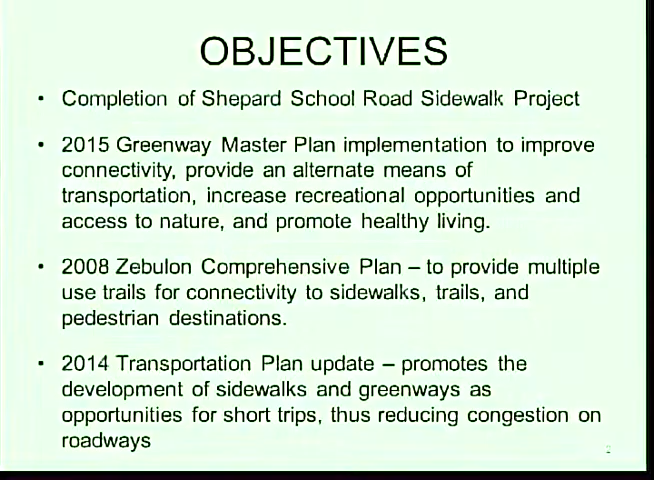 OBJECTIVES
• Completion of Shepard School Road Sidewalk Project
• 2015 Greenway Master Plan implementation to improve
connectivity, provide an alternate means of
transportation, increase recreational opportunities and
access to nature, and promote healthy living.
• 2008 Zebulon Comprehensive Plan – to provide multiple
use trails for connectivity to sidewalks, trails, and
pedestrian destinations.
• 2014 Transportation Plan update – promotes the
development of sidewalks and greenways as
opportunities for short trips, thus reducing congestion on
roadways